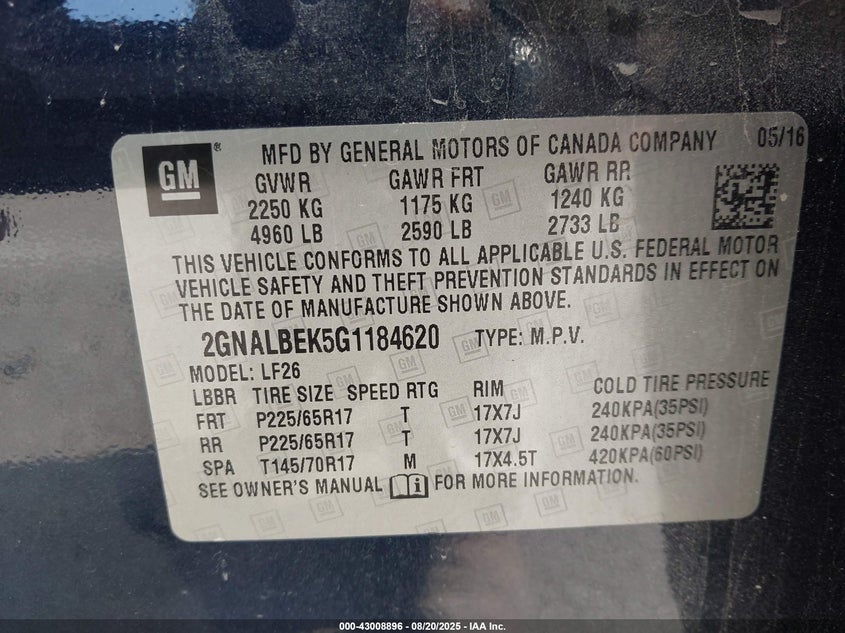 GM ® MFD BY GENERAL MOTORS OF CANADA COMPANY 05/16
GVWR GAWR FRT GAWR RR
2250 KG 1175 KG 1240 KG
4960 LB 2590 LB 2733 LB
THIS VEHICLE CONFORMS TO ALL APPLICABLE U.S. FEDERAL MOTOR
VEHICLE SAFETY AND THEFT PREVENTION STANDARDS IN EFFECT ON
THE DATE OF MANUFACTURE SHOWN ABOVE.
2GNALBEK5G1184620 TYPE: M.P.V.
MODEL: LF26
LBBR TIRE SIZE SPEED RTG RIM COLD TIRE PRESSURE
FRT P225/65R17 T 17X7J 240KPA(35PSI)
RR P225/65R17 T 17X7J 240KPA(35PSI)
SPA T145/70R17 M 17X4.5T 420KPA(60PSI)
SEE OWNER'S MANUAL FOR MORE INFORMATION.
000-43008896 - 08/20/2025 - IAA Inc.